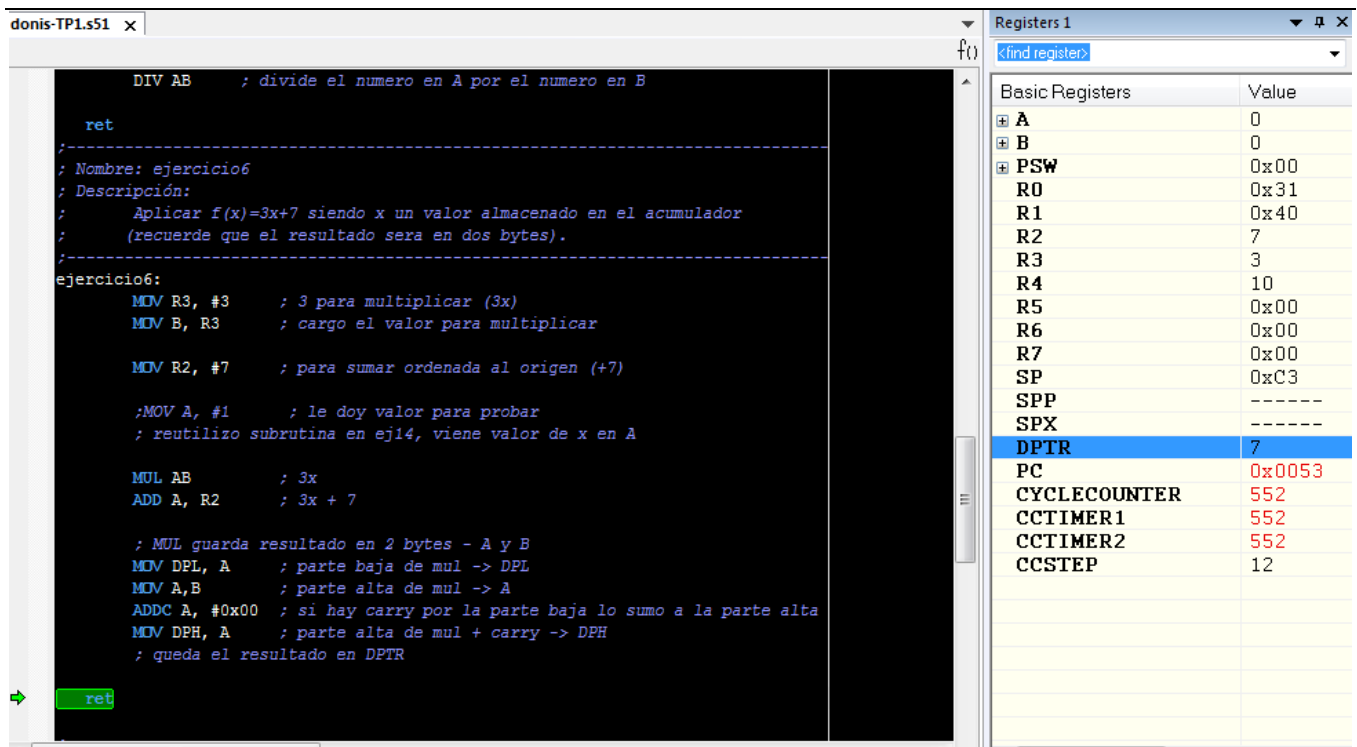 donis-TP1.s51 x
f()
DIV AB ; divide el numero en A por el numero en B
ret
;------------------------------------------------------------------------------
; Nombre: ejercicio6
; Descripción:
; Aplicar f(x)=3x+7 siendo x un valor almacenado en el acumulador
; (recuerde que el resultado sera en dos bytes).
;------------------------------------------------------------------------------
ejercicio6:
MOV R3, #3 ; 3 para multiplicar (3x)
MOV B, R3 ; cargo el valor para multiplicar
MOV R2, #7 ; para sumar ordenada al origen (+7)
;MOV A, #1 ; le doy valor para probar
; reutilizo subrutina en ej14, viene valor de x en A
MUL AB ; 3x
ADD A, R2 ; 3x + 7
; MUL guarda resultado en 2 bytes - A y B
MOV DPL, A ; parte baja de mul -> DPL
MOV A,B ; parte alta de mul -> A
ADDC A, #0x00 ; si hay carry por la parte baja lo sumo a la parte alta
MOV DPH, A ; parte alta de mul + carry -> DPH
; queda el resultado en DPTR
ret
Registers 1
<find register>
Basic Registers Value
A 0
B 0
PSW 0x00
R0 0x31
R1 0x40
R2 7
R3 3
R4 10
R5 0x00
R6 0x00
R7 0x00
SP 0xC3
SPP ------
SPX ------
DPTR 7
PC 0x0053
CYCLECOUNTER 552
CCTIMER1 552
CCTIMER2 552
CCSTEP 12